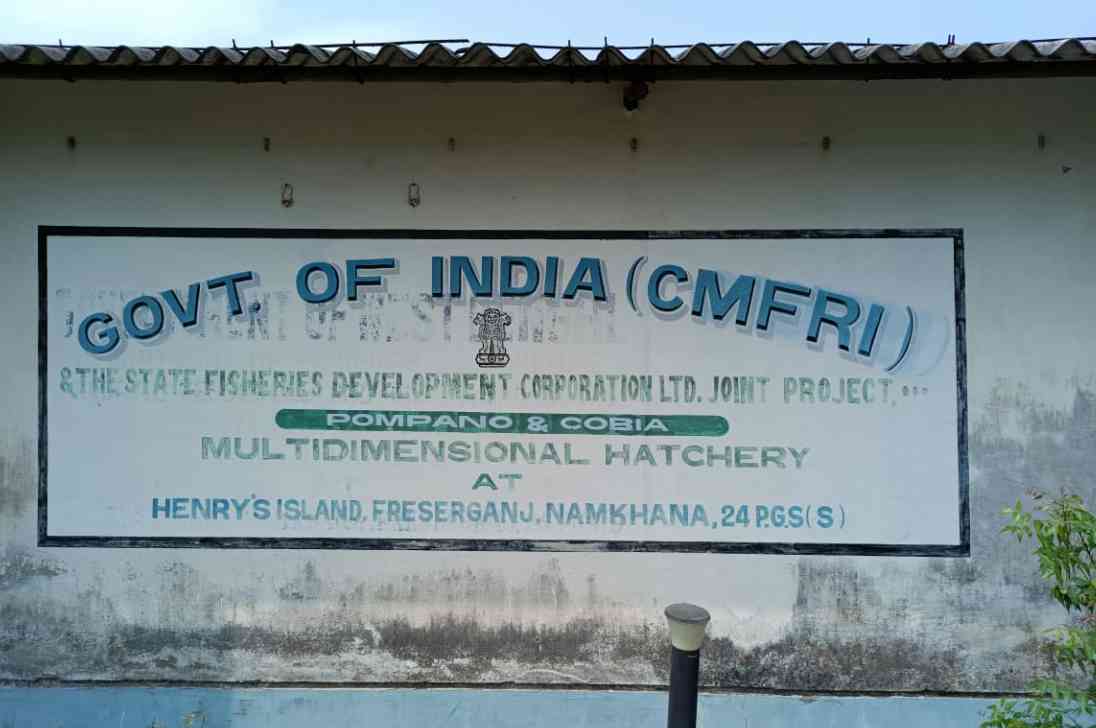 GOVT. OF INDIA (CMFRI)
& THE STATE FISHERIES DEVELOPMENT CORPORATION LTD. JOINT PROJECT,...
POMPANO & COBIA
MULTIDIMENSIONAL HATCHERY
AT
HENRY'S ISLAND, FRESERGANJ, NAMKHANA, 24 P.G.S (S)